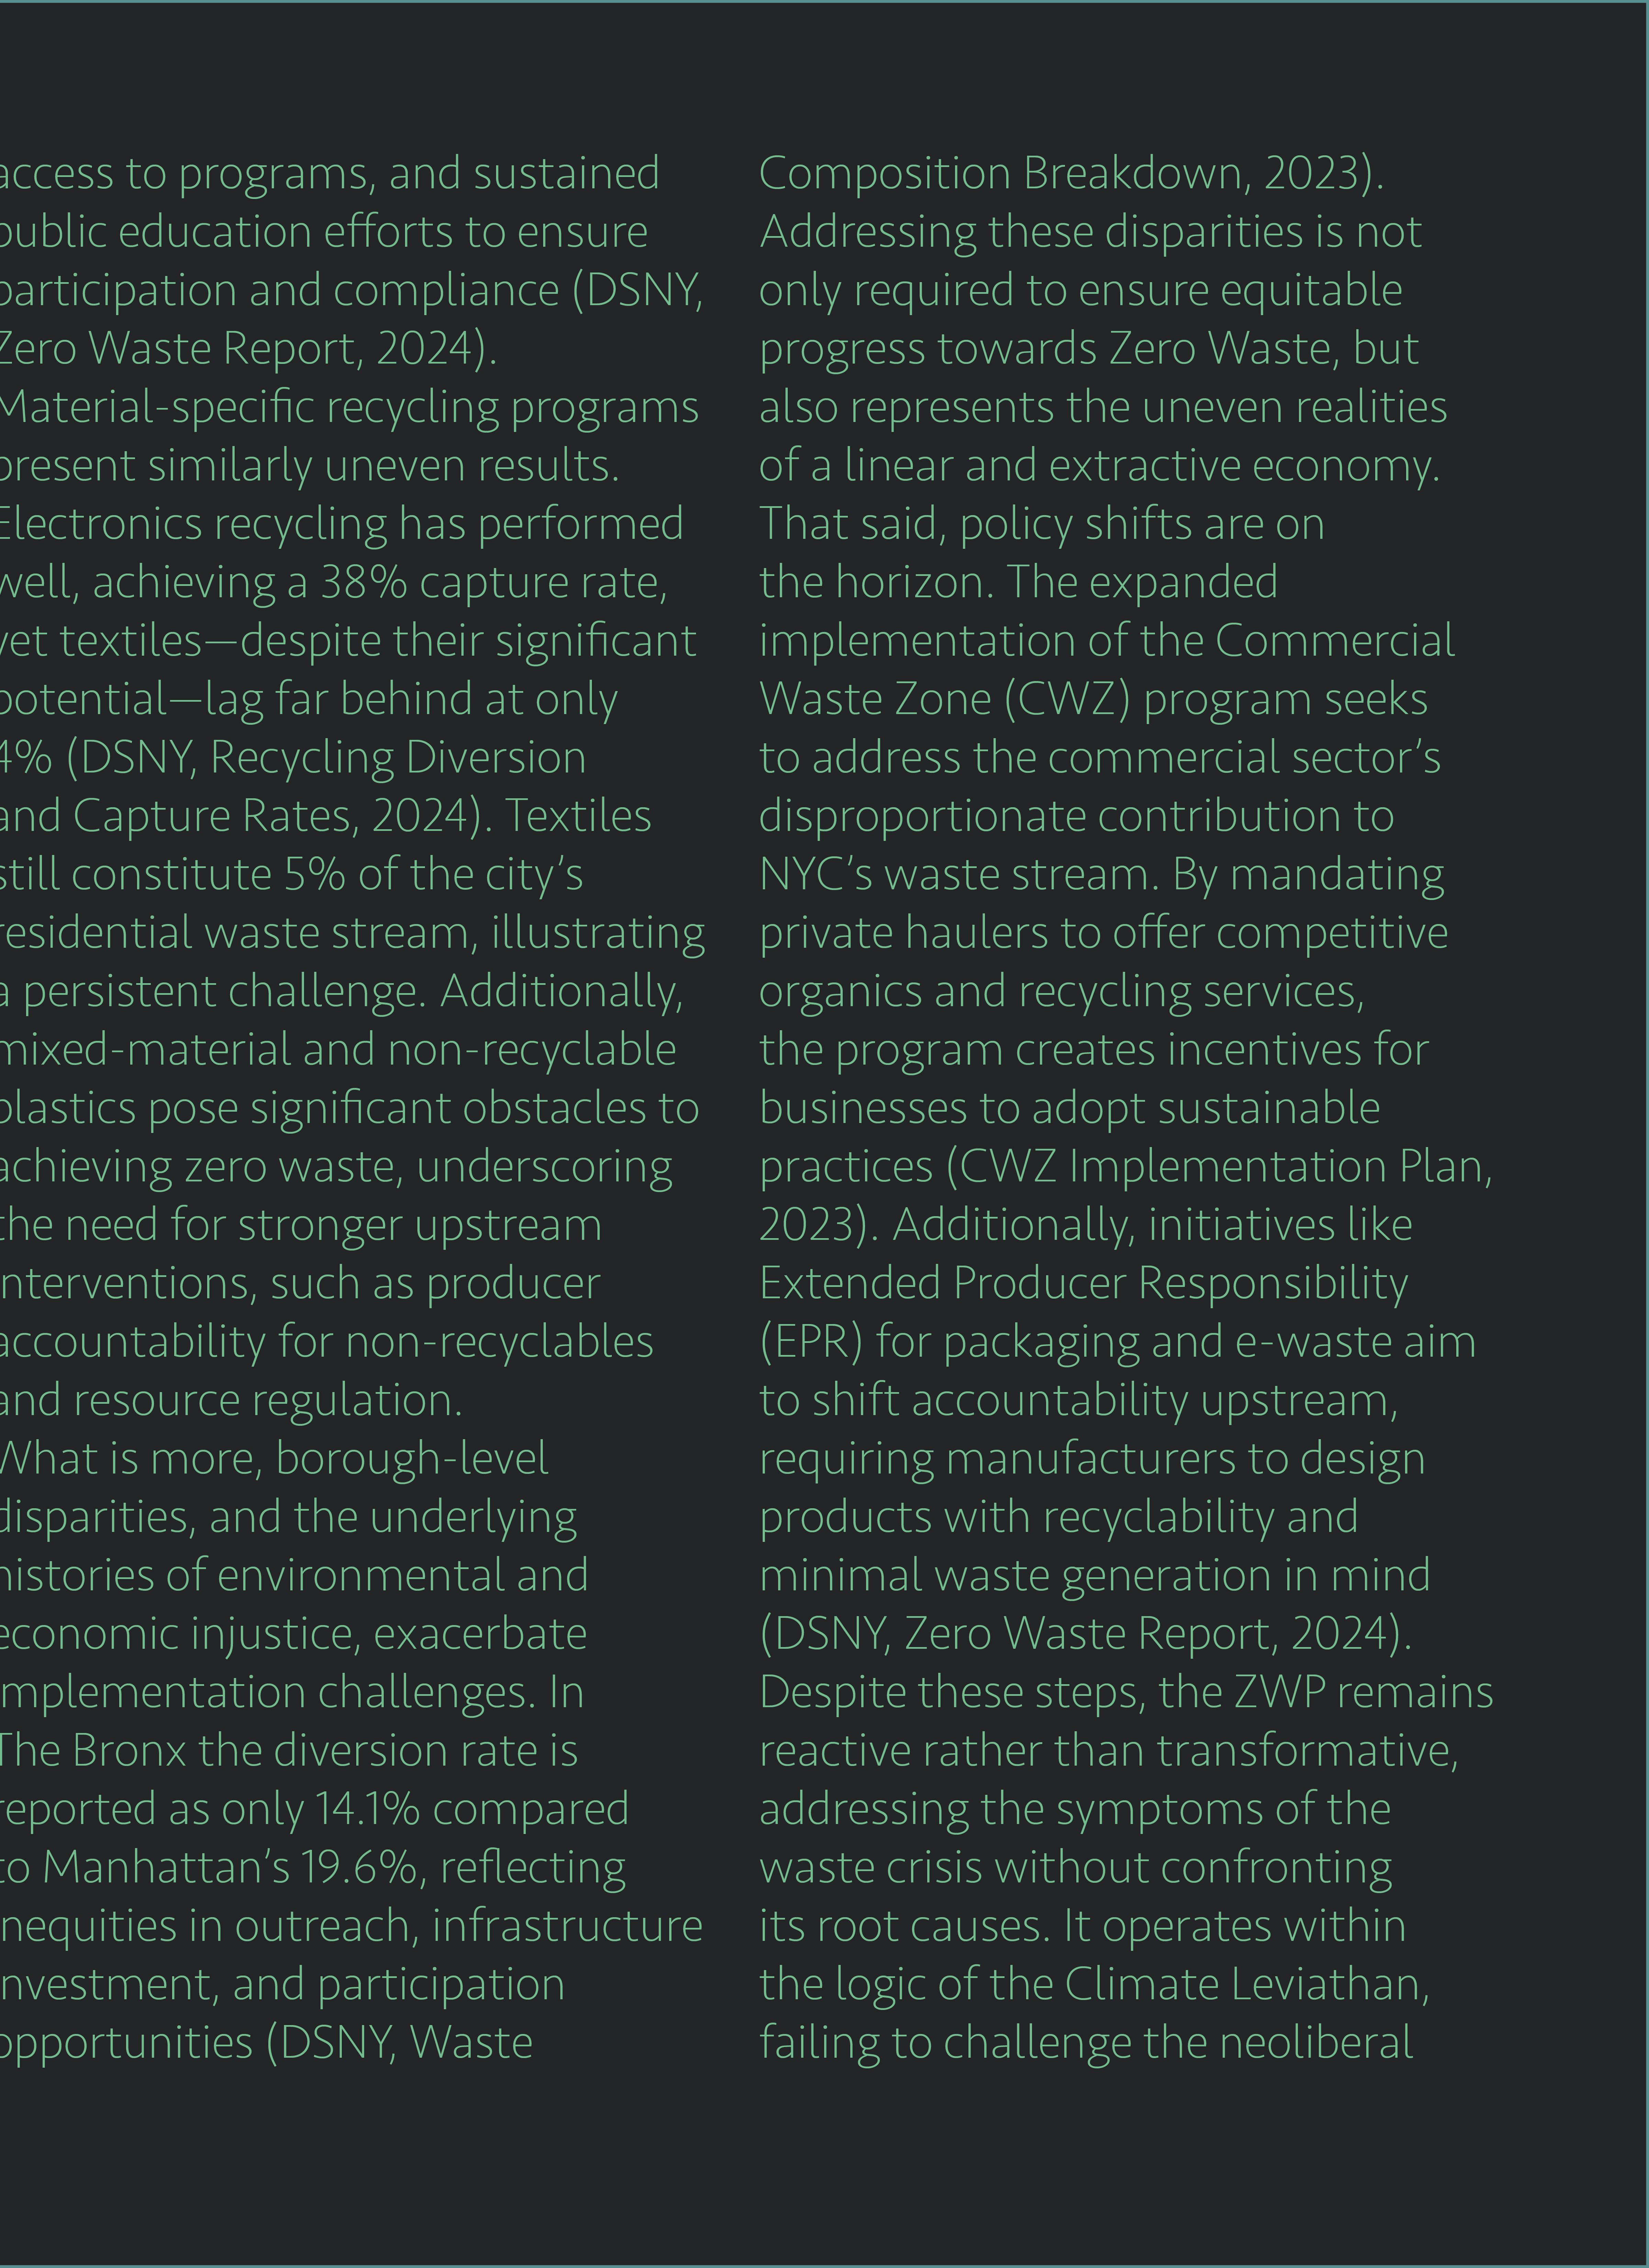 access to programs, and sustained
public education efforts to ensure
participation and compliance (DSNY,
Zero Waste Report, 2024).
Material-specific recycling programs
present similarly uneven results.
Electronics recycling has performed
well, achieving a 38% capture rate,
yet textiles—despite their significant
potential—lag far behind at only
4% (DSNY, Recycling Diversion
and Capture Rates, 2024). Textiles
still constitute 5% of the city’s
residential waste stream, illustrating
a persistent challenge. Additionally,
mixed-material and non-recyclable
plastics pose significant obstacles to
achieving zero waste, underscoring
the need for stronger upstream
interventions, such as producer
accountability for non-recyclables
and resource regulation.
What is more, borough-level
disparities, and the underlying
histories of environmental and
economic injustice, exacerbate
implementation challenges. In
The Bronx the diversion rate is
reported as only 14.1% compared
to Manhattan’s 19.6%, reflecting
inequities in outreach, infrastructure
investment, and participation
opportunities (DSNY, Waste
Composition Breakdown, 2023).
Addressing these disparities is not
only required to ensure equitable
progress towards Zero Waste, but
also represents the uneven realities
of a linear and extractive economy.
That said, policy shifts are on
the horizon. The expanded
implementation of the Commercial
Waste Zone (CWZ) program seeks
to address the commercial sector’s
disproportionate contribution to
NYC’s waste stream. By mandating
private haulers to offer competitive
organics and recycling services,
the program creates incentives for
businesses to adopt sustainable
practices (CWZ Implementation Plan,
2023). Additionally, initiatives like
Extended Producer Responsibility
(EPR) for packaging and e-waste aim
to shift accountability upstream,
requiring manufacturers to design
products with recyclability and
minimal waste generation in mind
(DSNY, Zero Waste Report, 2024).
Despite these steps, the ZWP remains
reactive rather than transformative,
addressing the symptoms of the
waste crisis without confronting
its root causes. It operates within
the logic of the Climate Leviathan,
failing to challenge the neoliberal